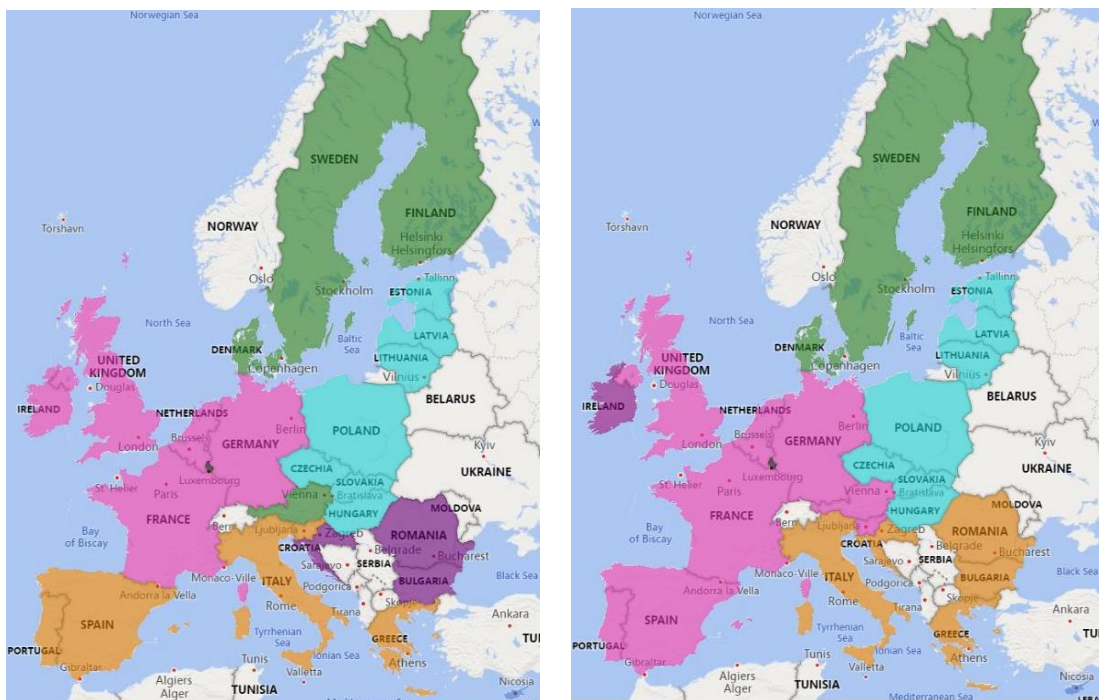 Norwegian Sea
Tórshavn
NORWAY
SWEDEN
FINLAND
Helsinki
Helsingfors
Oslo
Stockholm
Tallinn
ESTONIA
North Sea
Baltic
Sea
LATVIA
DENMARK
LITHUANIA
Copenhagen
Vilnius
UNITED
KINGDOM
Douglas
IRELAND
NETHERLANDS
BELARUS
London
Brussels
Berlin
GERMANY
POLAND
Kyiv
UKRAINE
Luxembourg
CZECHIA
St. Helier
Paris
SLOVAKIA
Vienna
Bratislava
HUNGARY
MOLDOVA
FRANCE
Bern
Bay
of Biscay
Ljubljana
Zagreb
ROMANIA
CROATIA
Belgrade
Bucharest
Sarajevo
SERBIA
Monaco-Ville
ITALY
Podgorica
BULGARIA
Black Sea
Andorra la Vella
Rome
Tirana
Skopje
Ankara
SPAIN
Tyrrhenian
Sea
TU
GREECE
PORTUGAL
Ionian Sea
Athens
Gibraltar
Tunis
Valletta
Algiers
Alger
TUNISIA
Nicosia
Norwegian Sea
Tórshavn
NORWAY
SWEDEN
FINLAND
Helsinki
Helsingfors
Oslo
Stockholm
Tallinn
ESTONIA
North Sea
Baltic
Sea
LATVIA
DENMARK
LITHUANIA
Copenhagen
Vilnius
UNITED
KINGDOM
Douglas
IRELAND
NETHERLANDS
BELARUS
London
Brussels
Berlin
GERMANY
POLAND
Kyiv
UKRAINE
Luxembourg
CZECHIA
St. Helier
Paris
SLOVAKIA
Vienna
Bratislava
HUNGARY
MOLDOVA
FRANCE
Bern
Bay
of Biscay
Ljubljana
Zagreb
ROMANIA
CROATIA
Belgrade
Bucharest
Sarajevo
SERBIA
Monaco-Ville
ITALY
Podgorica
BULGARIA
Black Sea
Andorra la Vella
Rome
Tirana
Skopje
Ankara
SPAIN
Tyrrhenian
Sea
TU
GREECE
PORTUGAL
Ionian Sea
Athens
Gibraltar
Tunis
Valletta
Algiers
Alger
TUNISIA
Nicosia
Mediterranean Sea